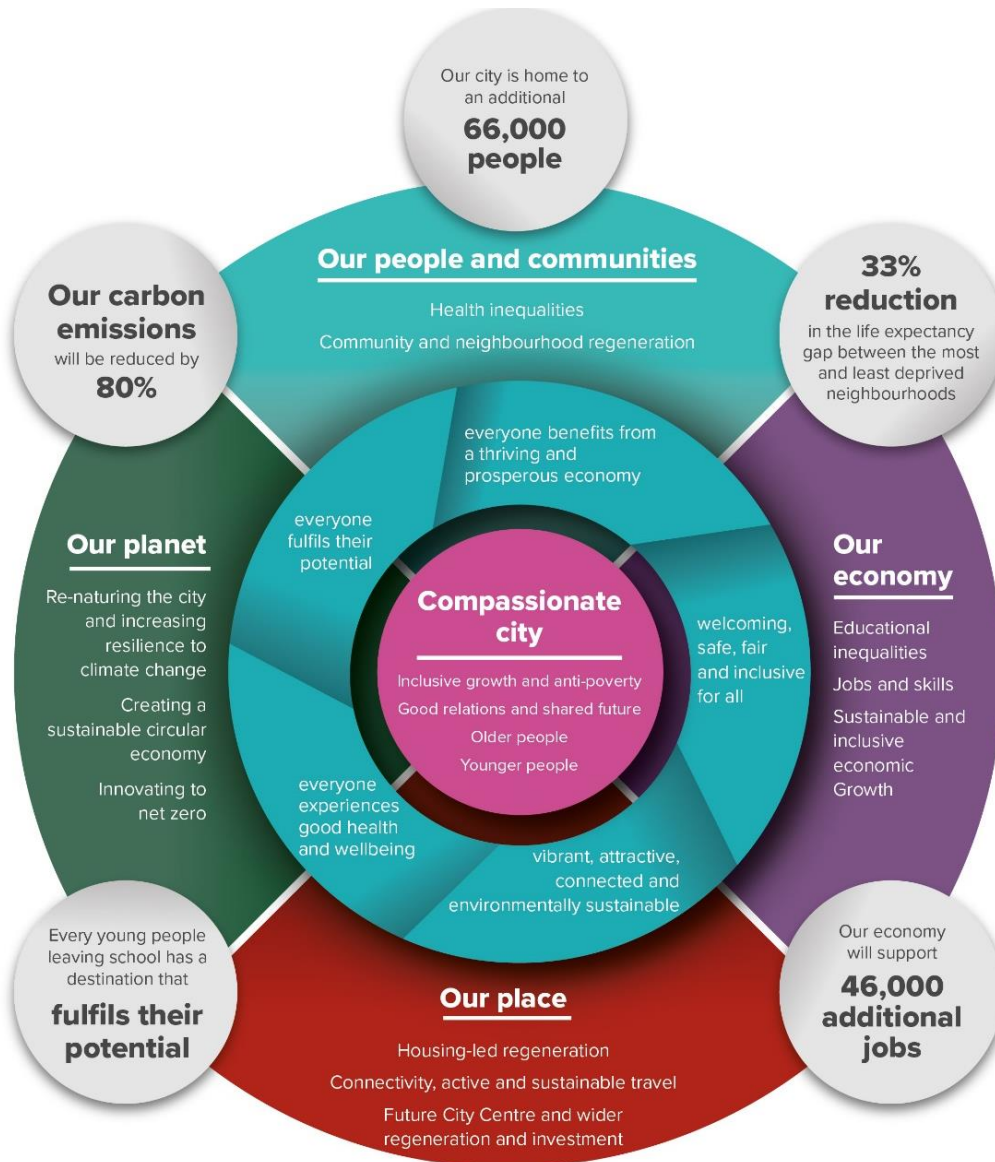 Our city is home to
an additional
66,000
people
Our carbon
emissions
will be reduced by
80%
33%
reduction
in the life expectancy
gap between the most
and least deprived
neighbourhoods
Our people and communities
Health inequalities
Community and neighbourhood regeneration
everyone benefits from
a thriving and
prosperous economy
everyone
fulfils their
potential
welcoming,
safe, fair
and inclusive
for all
everyone
experiences
good health
and wellbeing
vibrant, attractive,
connected and
environmentally sustainable
Compassionate
city
Inclusive growth and anti-poverty
Good relations and shared future
Older people
Younger people
Our planet
Re-naturing the city
and increasing
resilience to
climate change
Creating a
sustainable circular
economy
Innovating to
net zero
Our
economy
Educational
inequalities
Jobs and skills
Sustainable and
inclusive
economic
Growth
Every young people
leaving school has a
destination that
fulfils their
potential
Our place
Housing-led regeneration
Connectivity, active and sustainable travel
Future City Centre and wider
regeneration and investment
Our economy
will support
46,000
additional
jobs